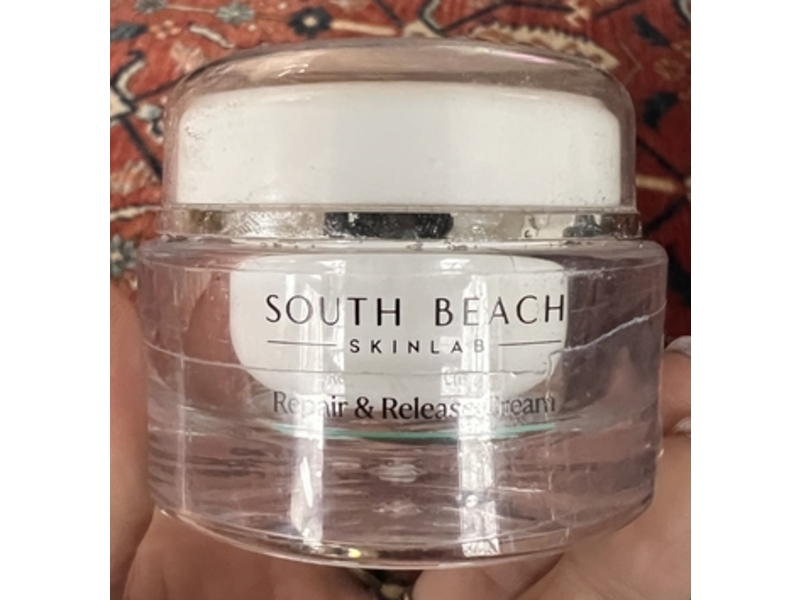 SOUTH BEACH
SKINLAB
Repair & Release Cream